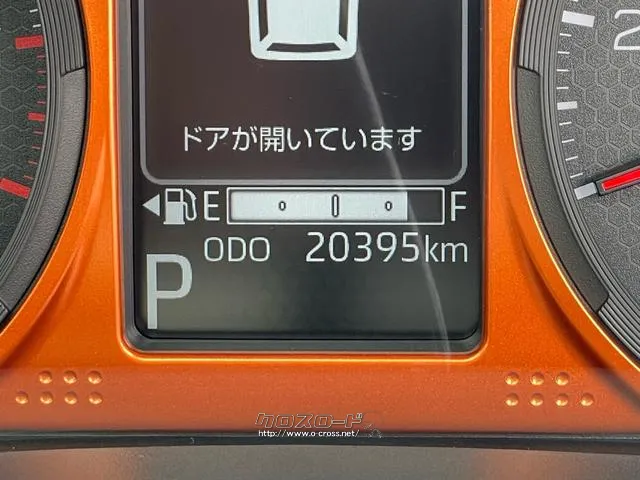 2
ドアが開いています
E F
ODO 20395km
P
クロスロード
http://www.o-cross.net/